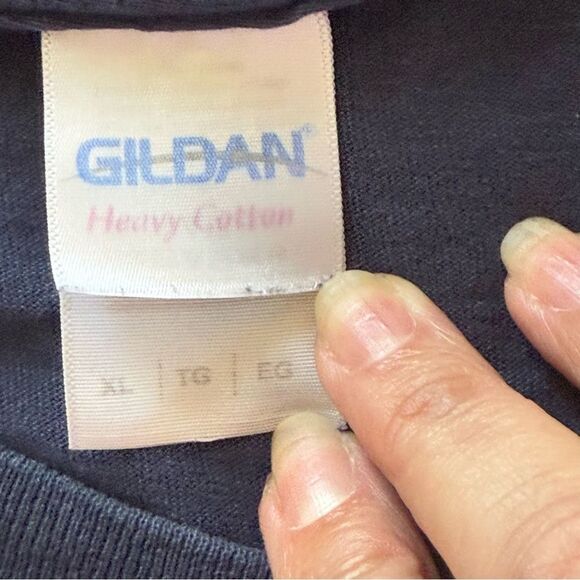 GILDAN®
Heavy Cotton
XL | TG | EG